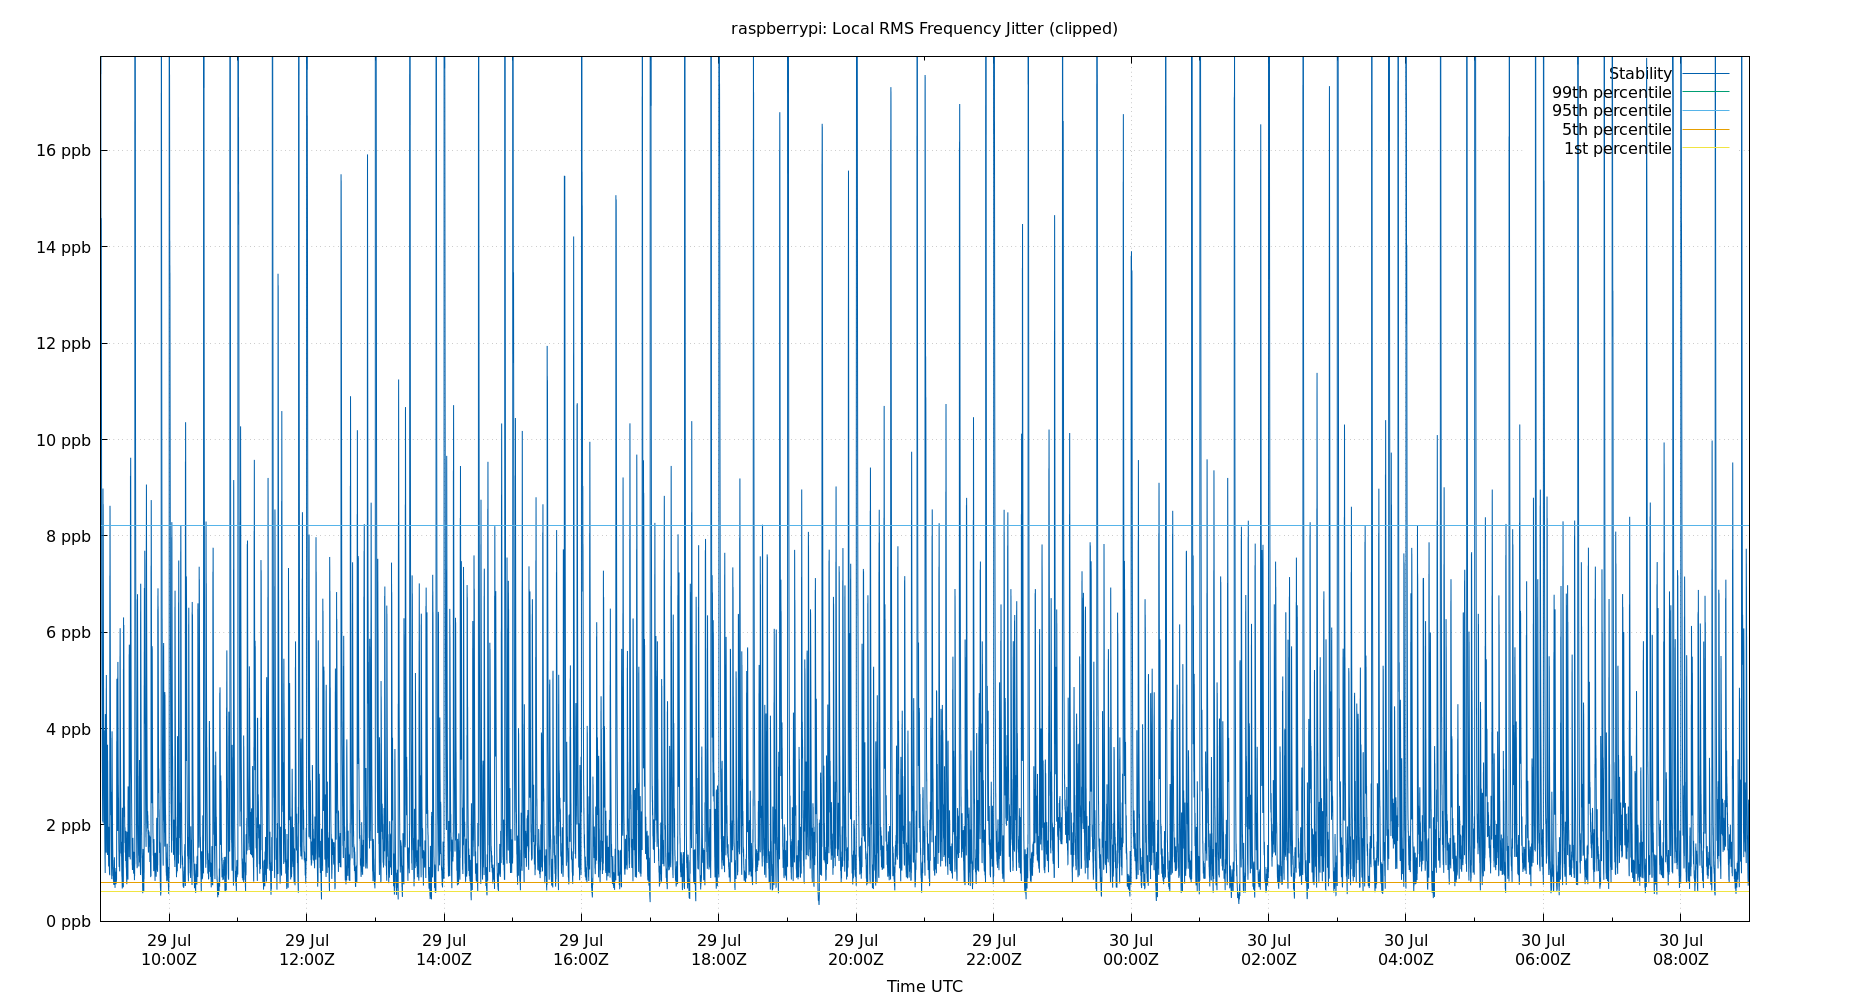 raspberrypi: Local RMS Frequency Jitter (clipped)
Stability
99th percentile
95th percentile
5th percentile
1st percentile
16 ppb
14 ppb
12 ppb
10 ppb
8 ppb
6 ppb
4 ppb
2 ppb
0 ppb
29 Jul 29 Jul 29 Jul 29 Jul 29 Jul 29 Jul 29 Jul 30 Jul 30 Jul 30 Jul 30 Jul 30 Jul
10:00Z 12:00Z 14:00Z 16:00Z 18:00Z 20:00Z 22:00Z 00:00Z 02:00Z 04:00Z 06:00Z 08:00Z
Time UTC